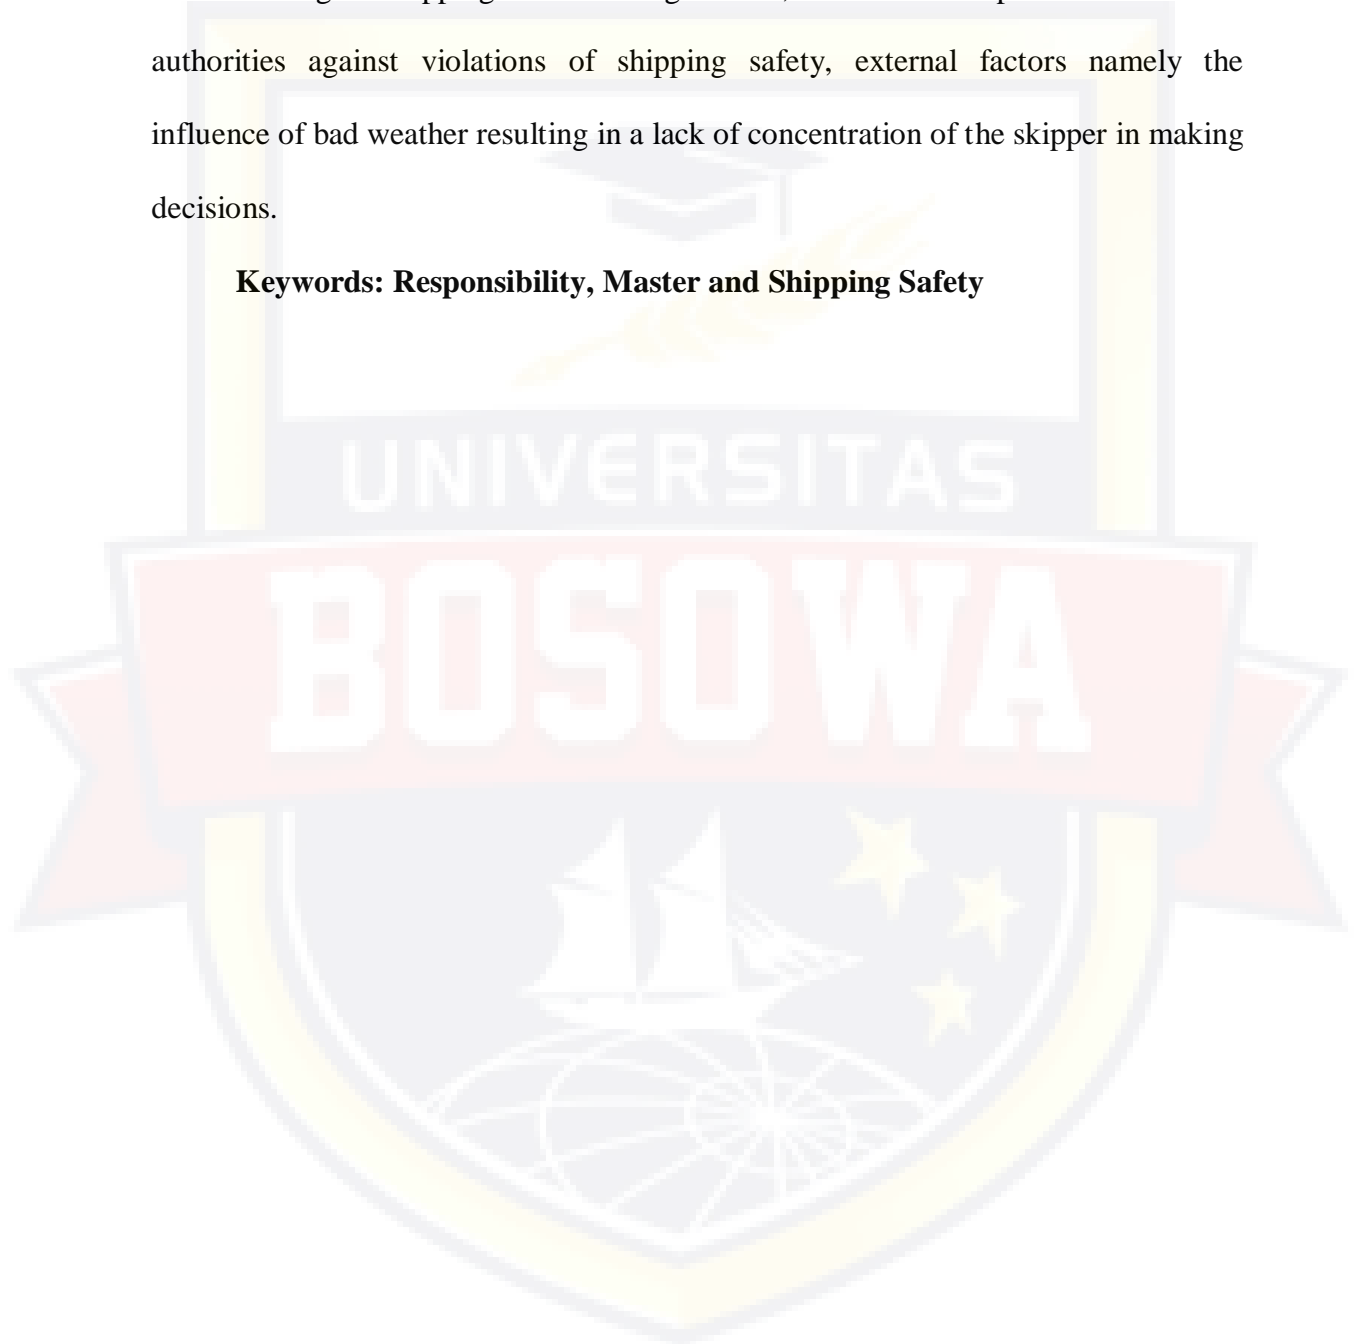 authorities against violations of shipping safety, external factors namely the
influence of bad weather resulting in a lack of concentration of the skipper in making
decisions.
Keywords: Responsibility, Master and Shipping Safety
UNIVERSITAS
BOSOWA